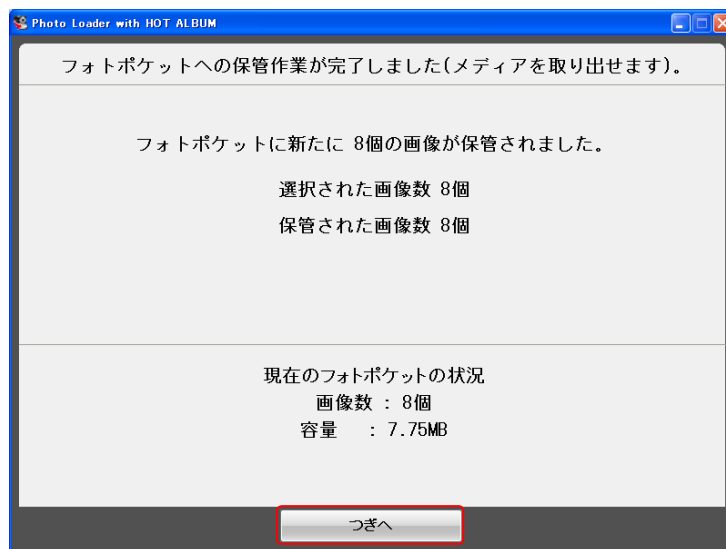 Photo Loader with HOT ALBUM
フォトポケットへの保管作業が完了しました(メディアを取り出せます)。
フォトポケットに新たに 8個の画像が保管されました。
選択された画像数 8個
保管された画像数 8個
現在のフォトポケットの状況
画像数 : 8個
容量 : 7.75MB
つぎへ